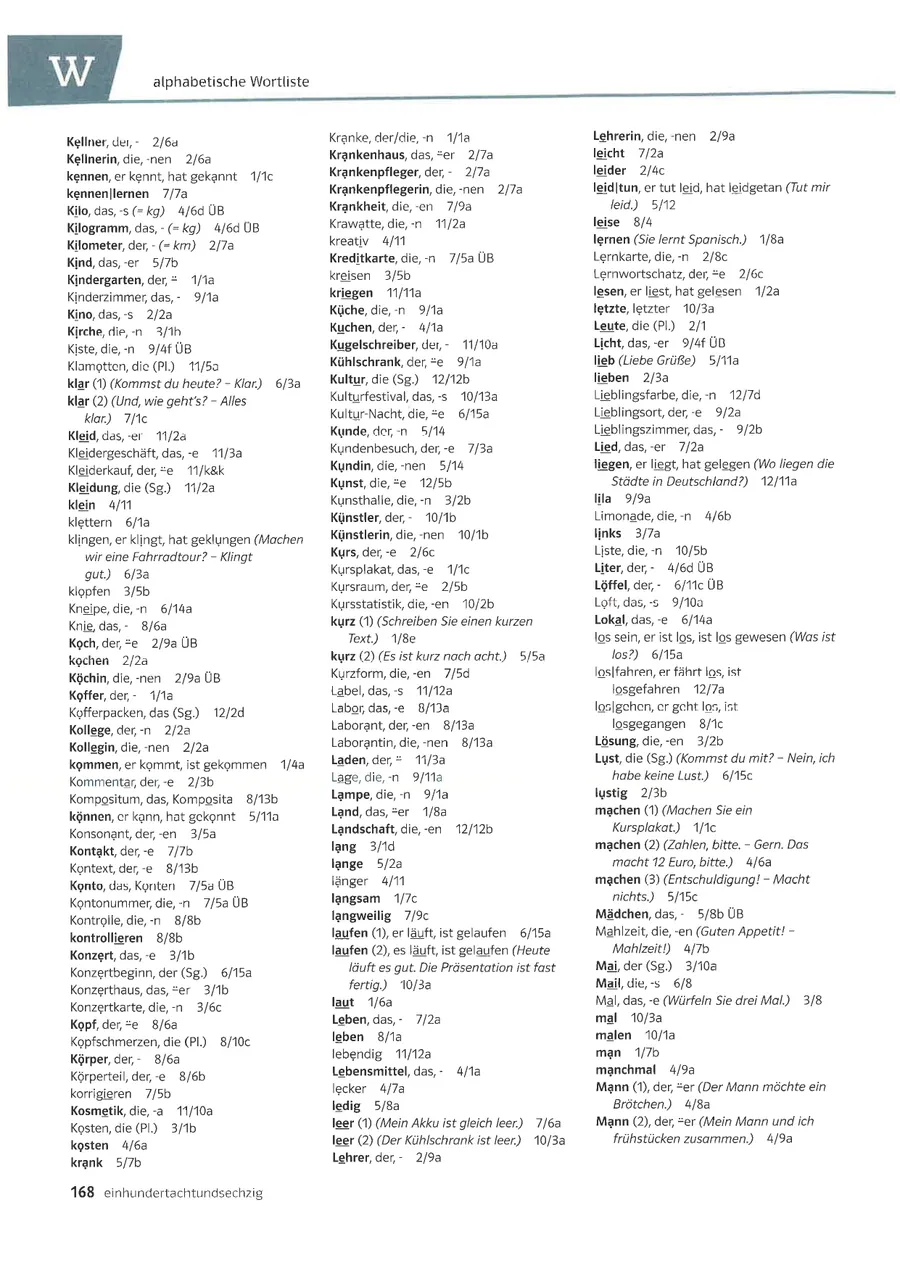 W
alphabetische Wortliste
Kellner, der, - 2/6a
Kellnerin, die, -nen 2/6a
kennen, er kennt, hat gekannt 1/1c
kennen|lernen 7/7a
Kilo, das, -s (= kg) 4/6d ÜB
Kilogramm, das, - (= kg) 4/6d ÜB
Kilometer, der, - (= km) 2/7a
Kind, das, -er 5/7b
Kindergarten, der, ⸚ 1/1a
Kinderzimmer, das, - 9/1a
Kino, das, -s 2/2a
Kirche, die, -n 3/1b
Kiste, die, -n 9/4f ÜB
Klamotten, die (Pl.) 11/5a
klar (1) (Kommst du heute? – Klar.) 6/3a
klar (2) (Und, wie geht's? – Alles
klar.) 7/1c
Kleid, das, -er 11/2a
Kleidergeschäft, das, -e 11/3a
Kleiderkauf, der, ⸚e 11/k&k
Kleidung, die (Sg.) 11/2a
klein 4/11
klettern 6/1a
klingen, er klingt, hat geklungen (Machen
wir eine Fahrradtour? – Klingt
gut.) 6/3a
klopfen 3/5b
Kneipe, die, -n 6/14a
Knie, das, - 8/6a
Koch, der, ⸚e 2/9a ÜB
kochen 2/2a
Köchin, die, -nen 2/9a ÜB
Koffer, der, - 1/1a
Kofferpacken, das (Sg.) 12/2d
Kollege, der, -n 2/2a
Kollegin, die, -nen 2/2a
kommen, er kommt, ist gekommen 1/4a
Kommentar, der, -e 2/3b
Kompositum, das, Komposita 8/13b
können, er kann, hat gekonnt 5/11a
Konsonant, der, -en 3/5a
Kontakt, der, -e 7/7b
Kontext, der, -e 8/13b
Konto, das, Konten 7/5a ÜB
Kontonummer, die, -n 7/5a ÜB
Kontrolle, die, -n 8/8b
kontrollieren 8/8b
Konzert, das, -e 3/1b
Konzertbeginn, der (Sg.) 6/15a
Konzerthaus, das, ⸚er 3/1b
Konzertkarte, die, -n 3/6c
Kopf, der, ⸚e 8/6a
Kopfschmerzen, die (Pl.) 8/10c
Körper, der, - 8/6a
Körperteil, der, -e 8/6b
korrigieren 7/5b
Kosmetik, die, -a 11/10a
Kosten, die (Pl.) 3/1b
kosten 4/6a
krank 5/7b
Kranke, der/die, -n 1/1a
Krankenhaus, das, ⸚er 2/7a
Krankenpfleger, der, - 2/7a
Krankenpflegerin, die, -nen 2/7a
Krankheit, die, -en 7/9a
Krawatte, die, -n 11/2a
kreativ 4/11
Kreditkarte, die, -n 7/5a ÜB
kreisen 3/5b
kriegen 11/11a
Küche, die, -n 9/1a
Kuchen, der, - 4/1a
Kugelschreiber, der, - 11/10a
Kühlschrank, der, ⸚e 9/1a
Kultur, die (Sg.) 12/12b
Kulturfestival, das, -s 10/13a
Kultur-Nacht, die, ⸚e 6/15a
Kunde, der, -n 5/14
Kundenbesuch, der, -e 7/3a
Kundin, die, -nen 5/14
Kunst, die, ⸚e 12/5b
Kunsthalle, die, -n 3/2b
Künstler, der, - 10/1b
Künstlerin, die, -nen 10/1b
Kurs, der, -e 2/6c
Kursplakat, das, -e 1/1c
Kursraum, der, ⸚e 2/5b
Kursstatistik, die, -en 10/2b
kurz (1) (Schreiben Sie einen kurzen
Text.) 1/8e
kurz (2) (Es ist kurz nach acht.) 5/5a
Kurzform, die, -en 7/5d
Label, das, -s 11/12a
Labor, das, -e 8/13a
Laborant, der, -en 8/13a
Laborantin, die, -nen 8/13a
Laden, der, ⸚ 11/3a
Lage, die, -n 9/11a
Lampe, die, -n 9/1a
Land, das, ⸚er 1/8a
Landschaft, die, -en 12/12b
lang 3/1d
lange 5/2a
länger 4/11
langsam 1/7c
langweilig 7/9c
laufen (1), er läuft, ist gelaufen 6/15a
laufen (2), es läuft, ist gelaufen (Heute
läuft es gut. Die Präsentation ist fast
fertig.) 10/3a
laut 1/6a
Leben, das, - 7/2a
leben 8/1a
lebendig 11/12a
Lebensmittel, das, - 4/1a
lecker 4/7a
ledig 5/8a
leer (1) (Mein Akku ist gleich leer.) 7/6a
leer (2) (Der Kühlschrank ist leer.) 10/3a
Lehrer, der, - 2/9a
Lehrerin, die, -nen 2/9a
leicht 7/2a
leider 2/4c
leid|tun, er tut leid, hat leidgetan (Tut mir
leid.) 5/12
leise 8/4
lernen (Sie lernt Spanisch.) 1/8a
Lernkarte, die, -n 2/8c
Lernwortschatz, der, ⸚e 2/6c
lesen, er liest, hat gelesen 1/2a
letzte, letzter 10/3a
Leute, die (Pl.) 2/1
Licht, das, -er 9/4f ÜB
lieb (Liebe Grüße) 5/11a
lieben 2/3a
Lieblingsfarbe, die, -n 12/7d
Lieblingsort, der, -e 9/2a
Lieblingszimmer, das, - 9/2b
Lied, das, -er 7/2a
liegen, er liegt, hat gelegen (Wo liegen die
Städte in Deutschland?) 12/11a
lila 9/9a
Limonade, die, -n 4/6b
links 3/7a
Liste, die, -n 10/5b
Liter, der, - 4/6d ÜB
Löffel, der, - 6/11c ÜB
Loft, das, -s 9/10a
Lokal, das, -e 6/14a
los sein, er ist los, ist los gewesen (Was ist
los?) 6/15a
los|fahren, er fährt los, ist
losgefahren 12/7a
los|gehen, er geht los, ist
losgegangen 8/1c
Lösung, die, -en 3/2b
Lust, die (Sg.) (Kommst du mit? – Nein, ich
habe keine Lust.) 6/15c
lustig 2/3b
machen (1) (Machen Sie ein
Kursplakat.) 1/1c
machen (2) (Zahlen, bitte. – Gern. Das
macht 12 Euro, bitte.) 4/6a
machen (3) (Entschuldigung! – Macht
nichts.) 5/15c
Mädchen, das, - 5/8b ÜB
Mahlzeit, die, -en (Guten Appetit! –
Mahlzeit!) 4/7b
Mai, der (Sg.) 3/10a
Mail, die, -s 6/8
Mal, das, -e (Würfeln Sie drei Mal.) 3/8
mal 10/3a
malen 10/1a
man 1/7b
manchmal 4/9a
Mann (1), der, ⸚er (Der Mann möchte ein
Brötchen.) 4/8a
Mann (2), der, ⸚er (Mein Mann und ich
frühstücken zusammen.) 4/9a
168 einhundertachtundsechzig